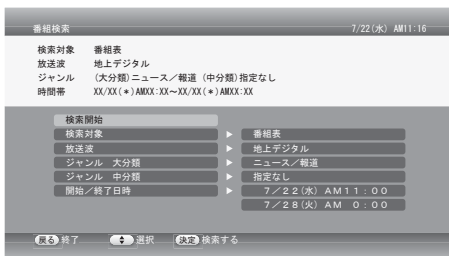 番組検索 7/22(水) AM11:16
検索対象 番組表
放送波 地上デジタル
ジャンル (大分類)ニュース／報道 (中分類)指定なし
時間帯 XX/XX(*)AMXX:XX～XX/XX(*)AMXX:XX
検索開始
検索対象 ▶ 番組表
放送波 ▶ 地上デジタル
ジャンル 大分類 ▶ ニュース／報道
ジャンル 中分類 ▶ 指定なし
開始／終了日時 ▶ 7／22(水) AM11：00
7／28(火) AM 0：00
戻る 終了 選択 決定 検索する